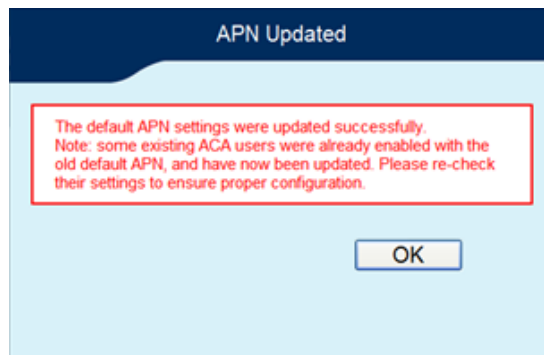 APN Updated
The default APN settings were updated successfully.
Note: some existing ACA users were already enabled with the
old default APN, and have now been updated. Please re-check
their settings to ensure proper configuration.
OK